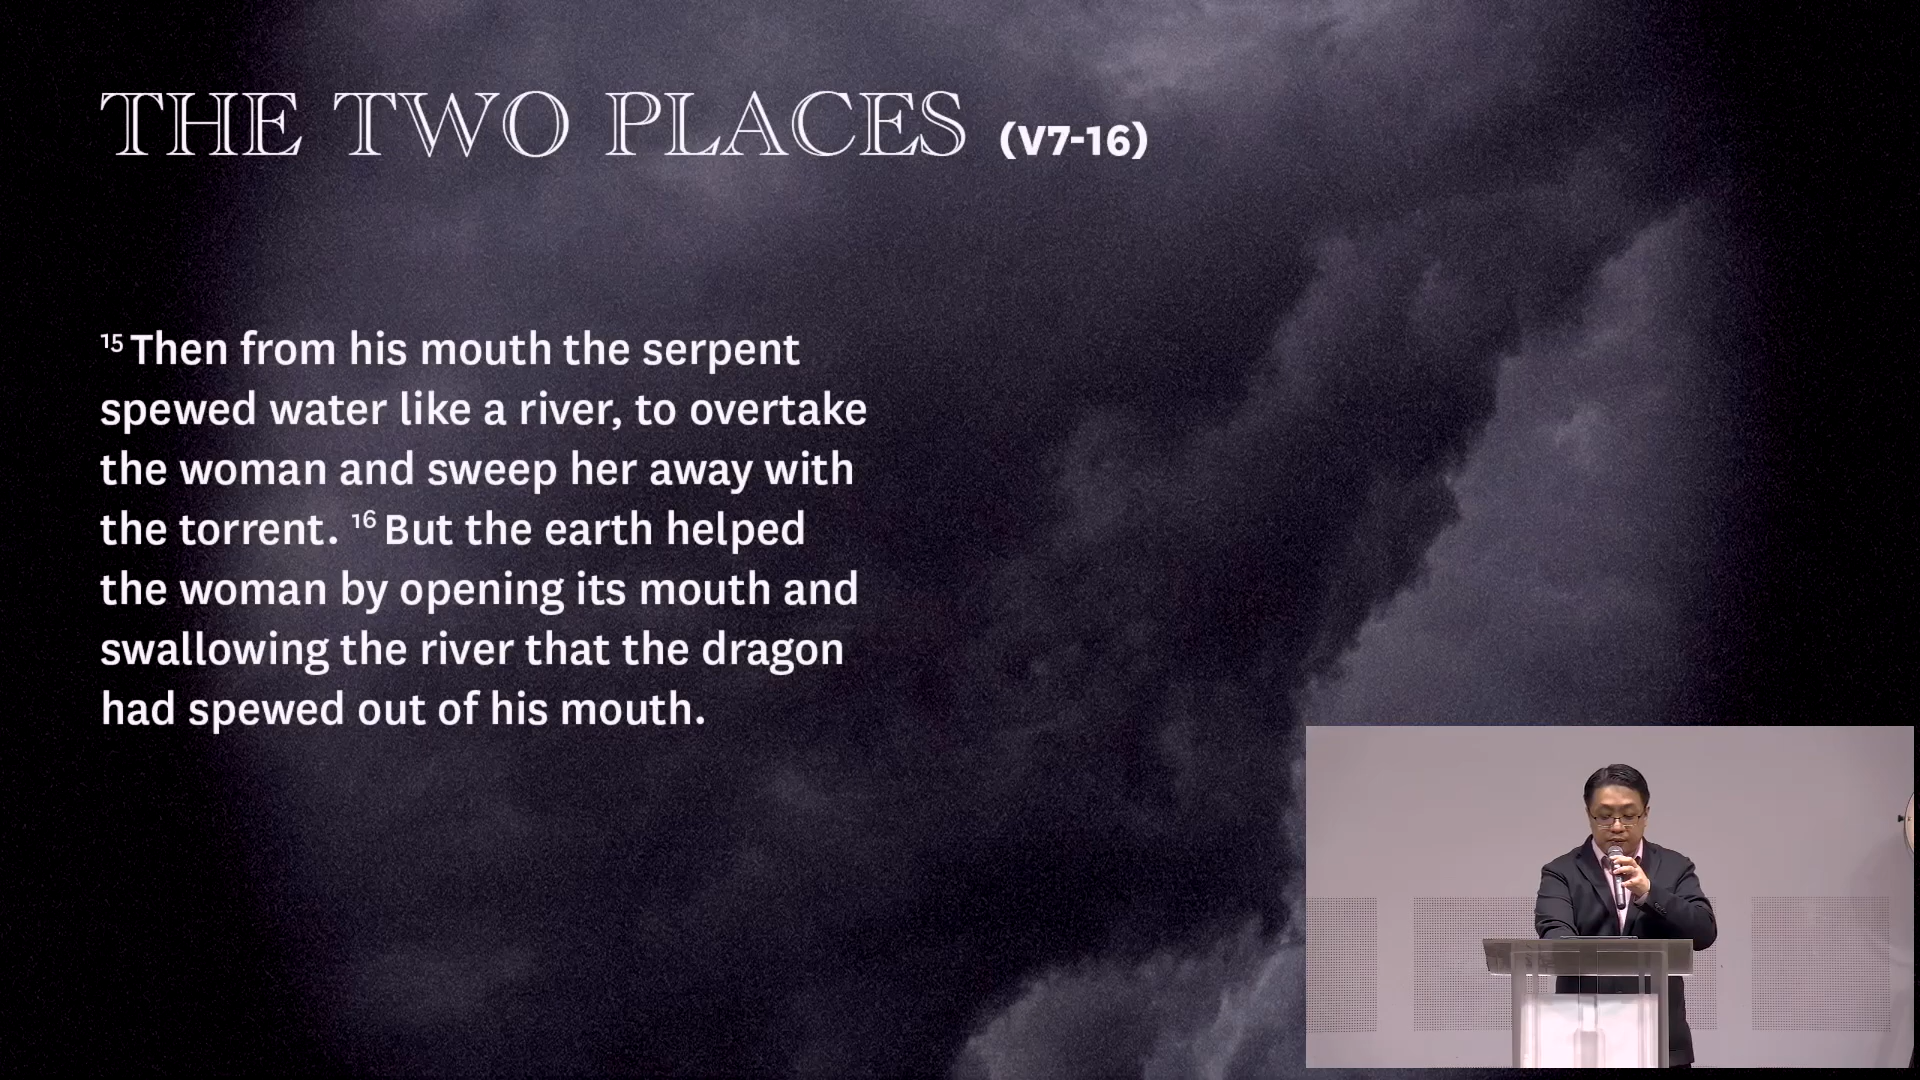 THE TWO PLACES (V7-16)
¹⁵ Then from his mouth the serpent
spewed water like a river, to overtake
the woman and sweep her away with
the torrent. ¹⁶ But the earth helped
the woman by opening its mouth and
swallowing the river that the dragon
had spewed out of his mouth.